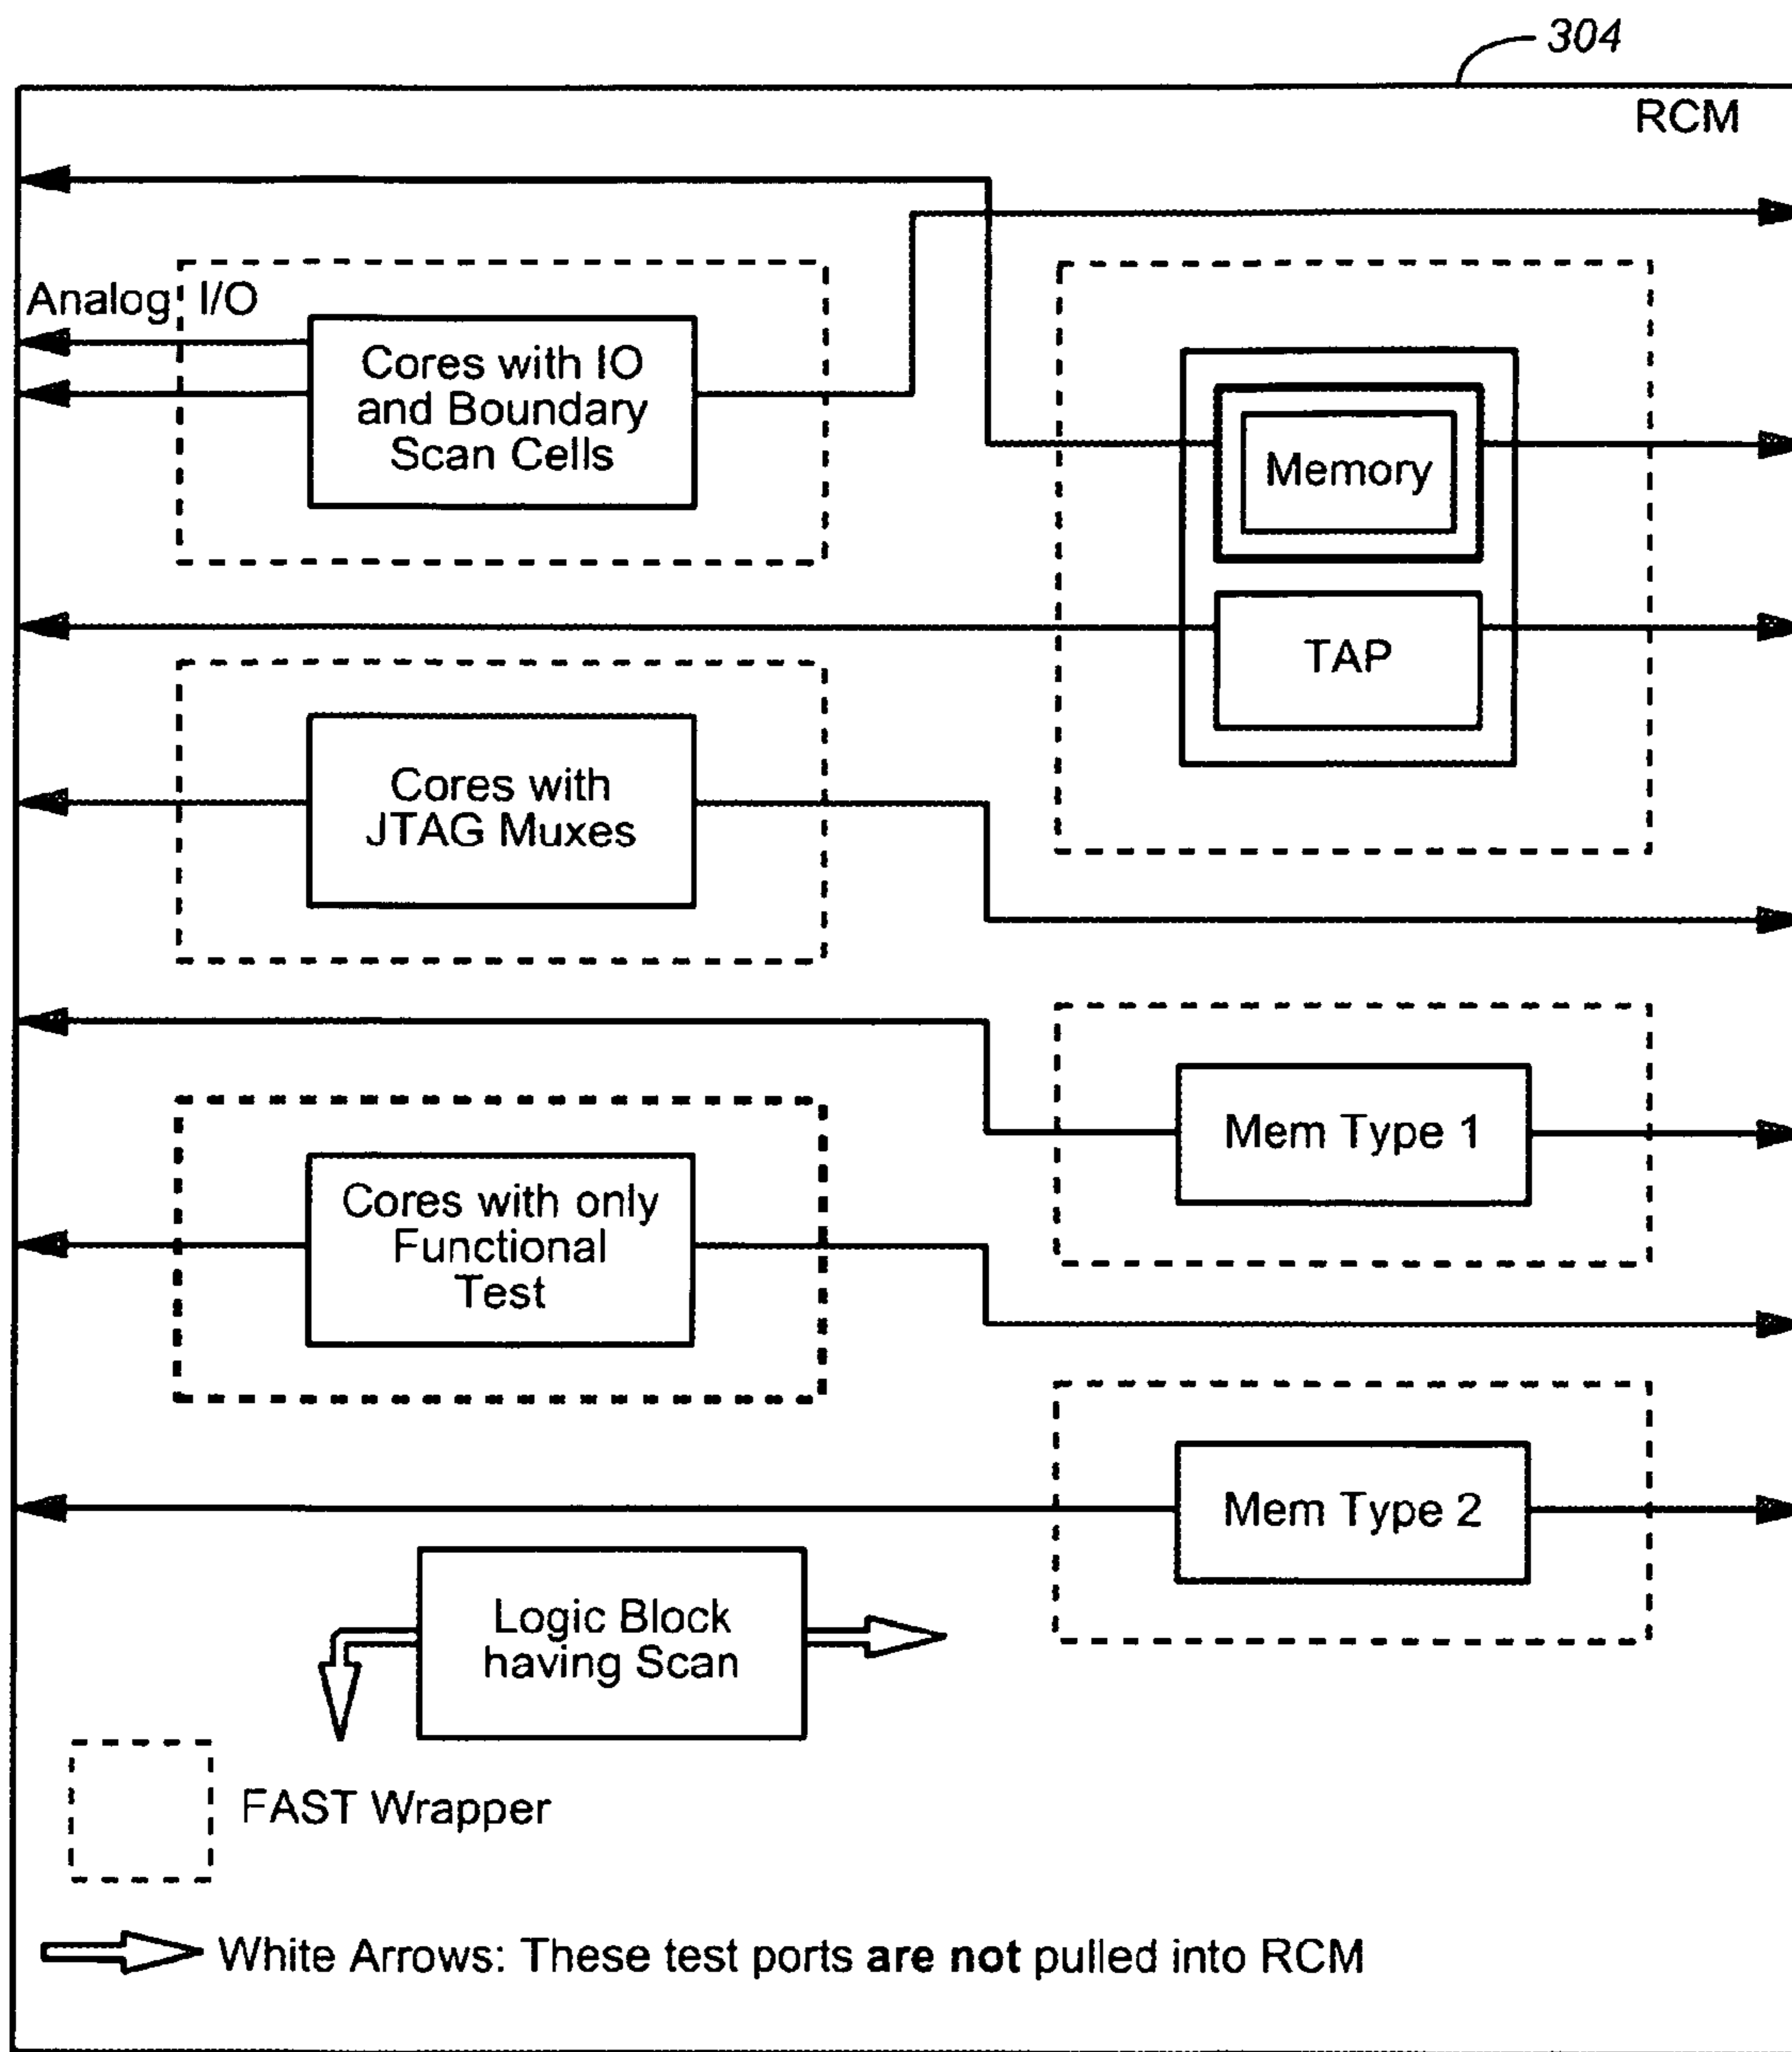 304
RCM
Analog I/O
Cores with IO
and Boundary
Scan Cells
Memory
TAP
Cores with
JTAG Muxes
Mem Type 1
Cores with only
Functional
Test
Mem Type 2
Logic Block
having Scan
FAST Wrapper
White Arrows: These test ports are not pulled into RCM